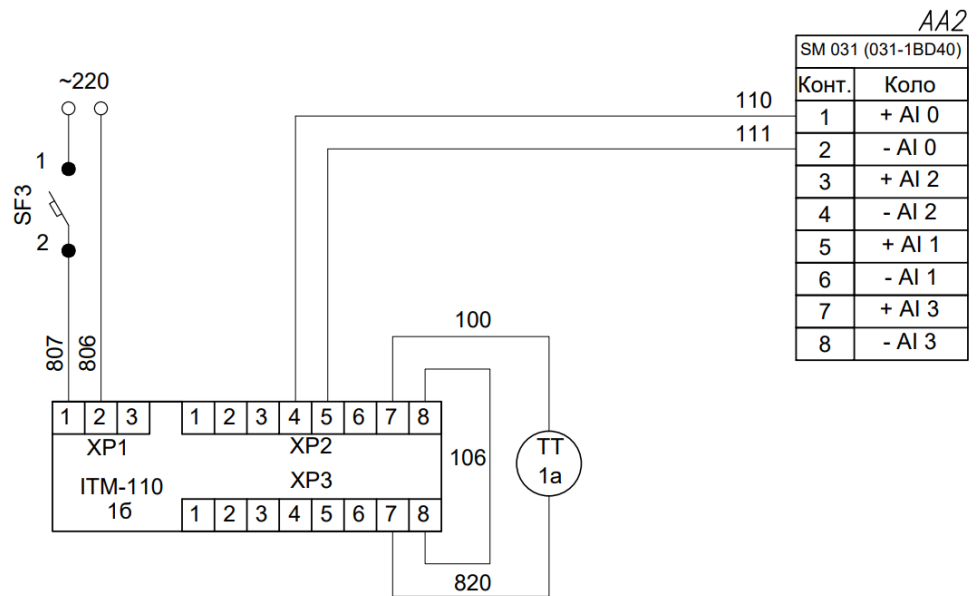 AA2
SM 031 (031-1BD40)
Конт. Коло
1 + AI 0
2 - AI 0
3 + AI 2
4 - AI 2
5 + AI 1
6 - AI 1
7 + AI 3
8 - AI 3
~220
110
111
1
SF3
2
807
806
100
1 2 3
1 2 3 4 5 6 7 8
XP1
XP2
106
TT
1а
ITM-110
1б
XP3
1 2 3 4 5 6 7 8
820